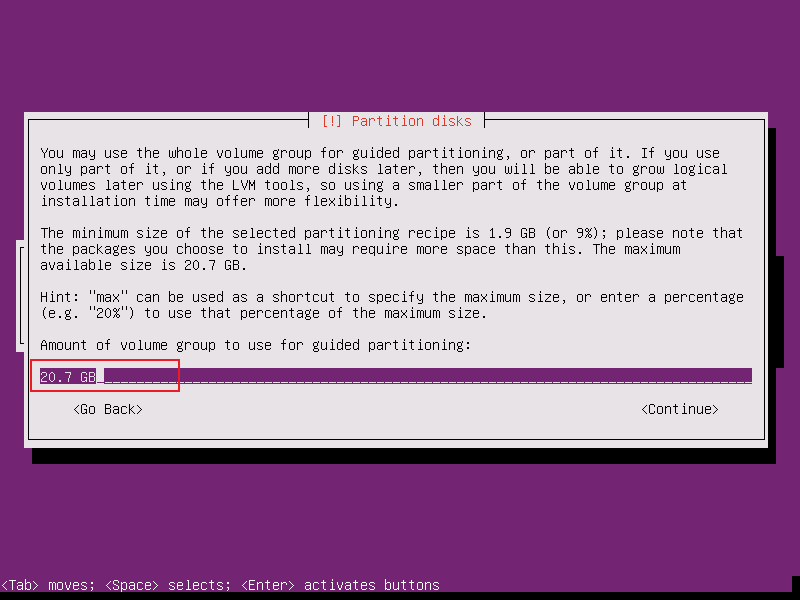 [!] Partition disks
You may use the whole volume group for guided partitioning, or part of it. If you use
only part of it, or if you add more disks later, then you will be able to grow logical
volumes later using the LVM tools, so using a smaller part of the volume group at
installation time may offer more flexibility.
The minimum size of the selected partitioning recipe is 1.9 GB (or 9%); please note that
the packages you choose to install may require more space than this. The maximum
available size is 20.7 GB.
Hint: "max" can be used as a shortcut to specify the maximum size, or enter a percentage
(e.g. "20%") to use that percentage of the maximum size.
Amount of volume group to use for guided partitioning:
20.7 GB
<Go Back> <Continue>
<Tab> moves; <Space> selects; <Enter> activates buttons